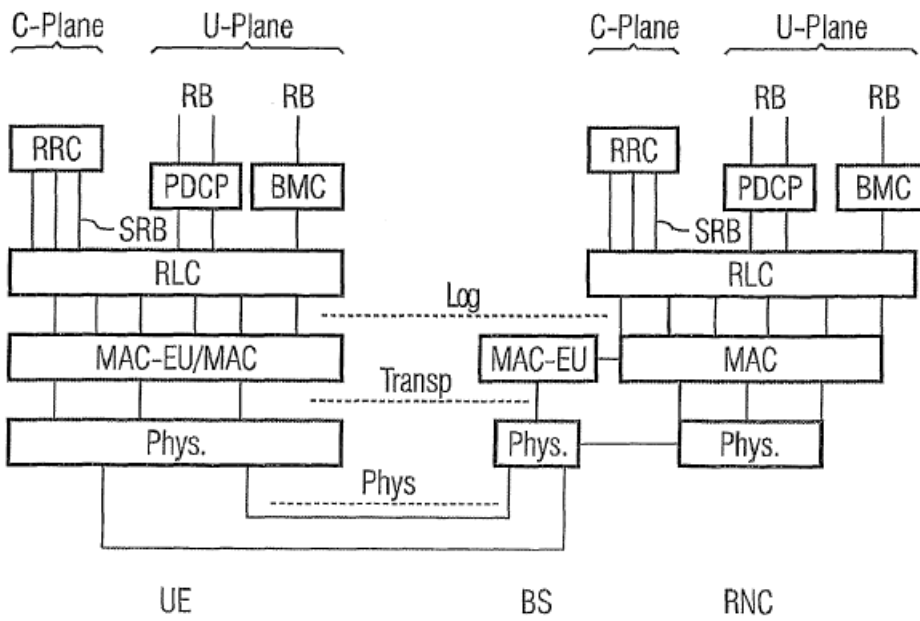 C-Plane U-Plane C-Plane U-Plane
RB RB RB RB
RRC RRC
PDCP BMC PDCP BMC
SRB SRB
RLC RLC
Log
MAC-EU/MAC MAC-EU MAC
Transp
Phys. Phys. Phys.
Phys
UE BS RNC